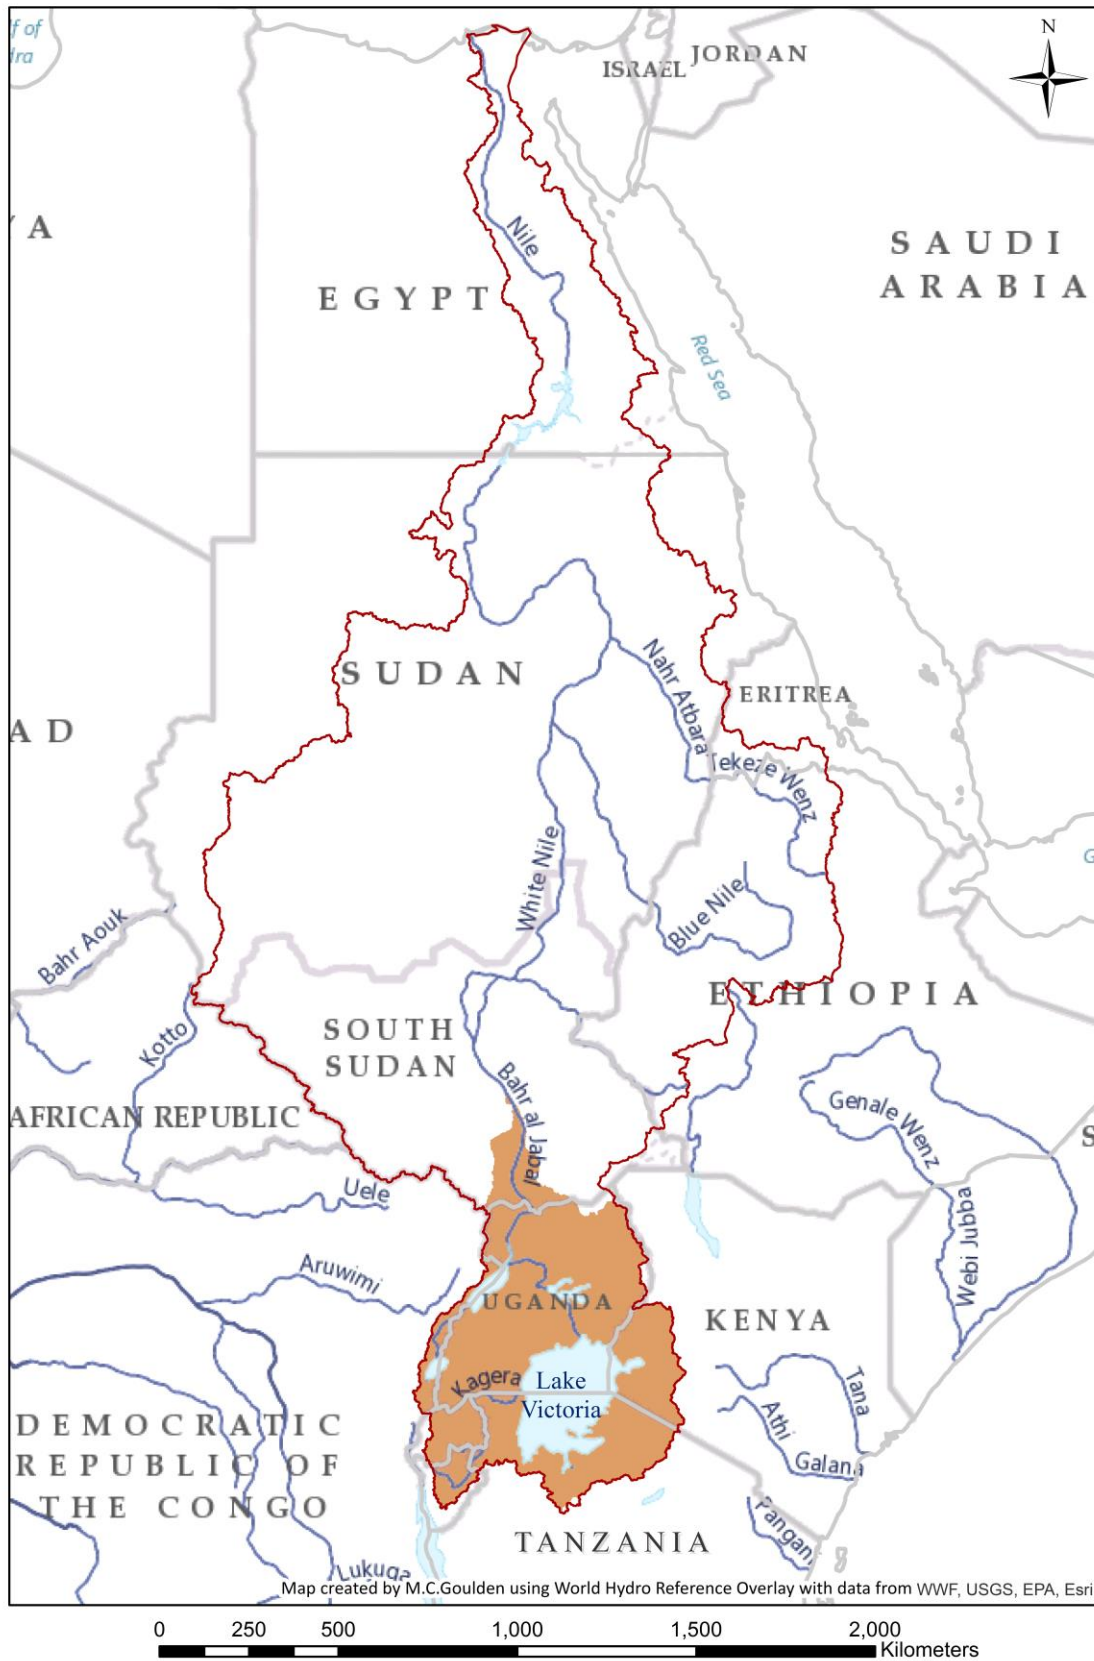 f of
dra
N
ISRAEL
JORDAN
YA
Nile
SAUDI
ARABIA
EGYPT
Red Sea
SUDAN
Nahr Atbara
ERITREA
AD
Tekeze Wenz
White Nile
Blue Nile
Bahr Aouk
G
ETHIOPIA
SOUTH
SUDAN
Kotto
Bahr al Jabal
Genale Wenz
AFRICAN REPUBLIC
S
Uele
Webi Jubba
Aruwimi
UGANDA
KENYA
Kagera
Lake
Victoria
Tana
Athi
Galana
DEMOCRATIC
REPUBLIC OF
THE CONGO
TANZANIA
Pangani
Lukuga
Map created by M.C.Goulden using World Hydro Reference Overlay with data from WWF, USGS, EPA, Esri
0 250 500 1,000 1,500 2,000
Kilometers